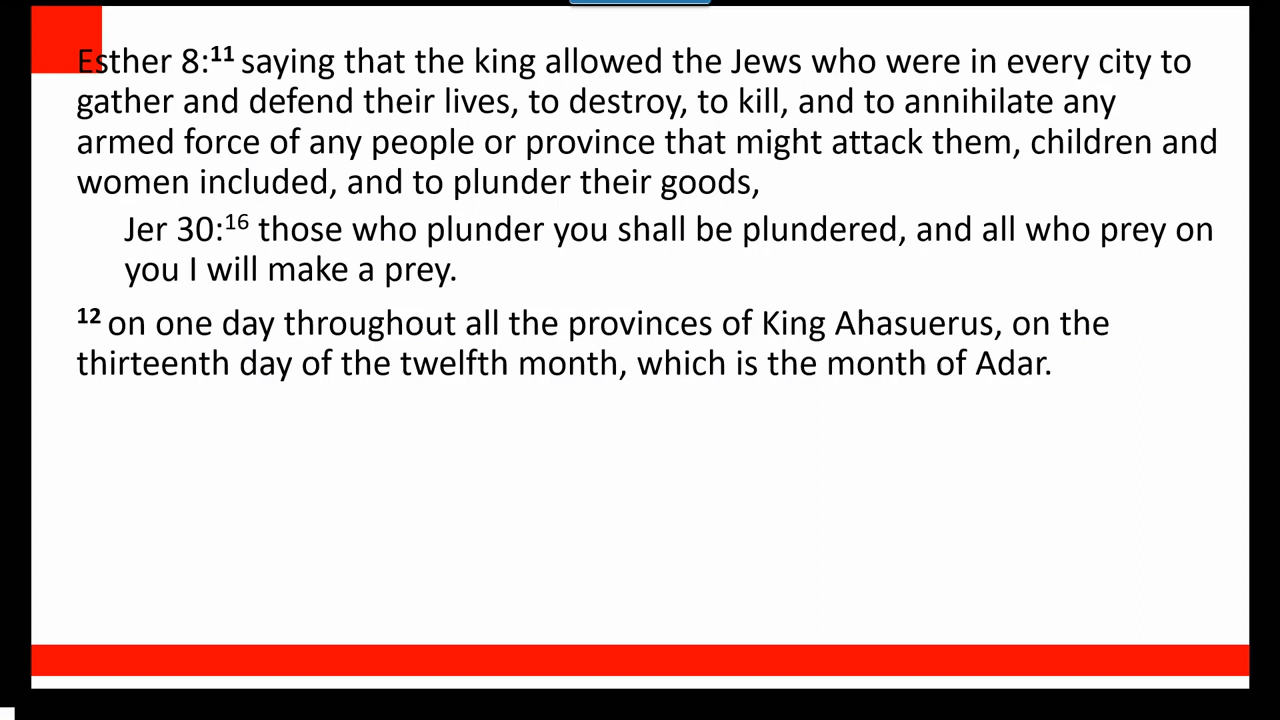 Esther 8:11 saying that the king allowed the Jews who were in every city to
gather and defend their lives, to destroy, to kill, and to annihilate any
armed force of any people or province that might attack them, children and
women included, and to plunder their goods,
Jer 30:16 those who plunder you shall be plundered, and all who prey on
you I will make a prey.
12 on one day throughout all the provinces of King Ahasuerus, on the
thirteenth day of the twelfth month, which is the month of Adar.